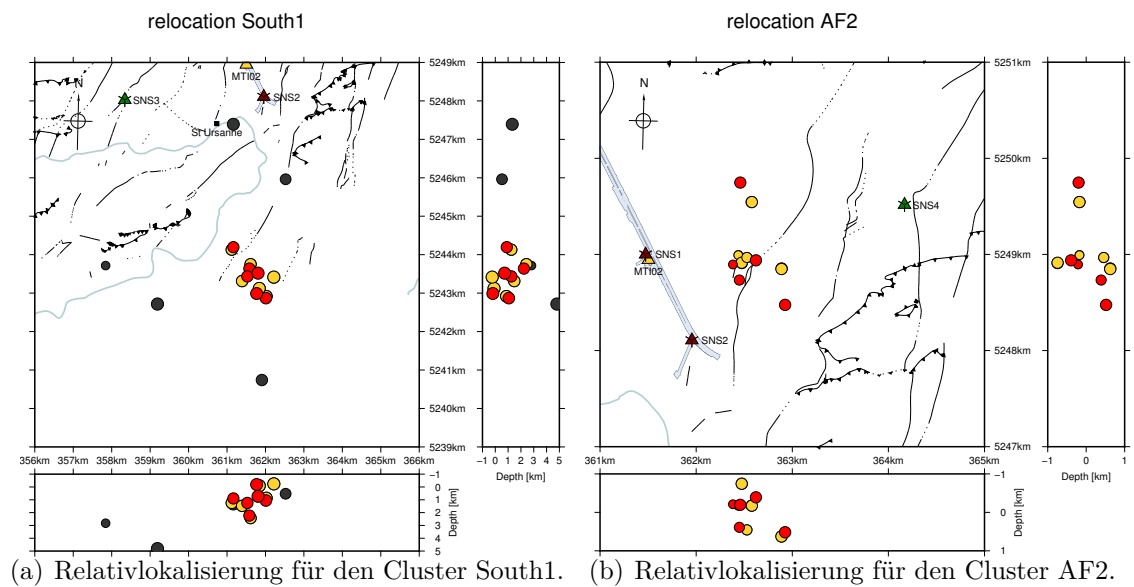 relocation South1
relocation AF2
N
MTI02
SNS3
SNS2
St Ursanne
5249km
5248km
5247km
5246km
5245km
5244km
5243km
5242km
5241km
5240km
5239km
356km 357km 358km 359km 360km 361km 362km 363km 364km 365km 366km
−1 0 1 2 3 4 5
Depth [km]
−1
0
1
2
3
4
5
Depth [km]
N
SNS4
SNS1
MTI02
SNS2
5251km
5250km
5249km
5248km
5247km
361km 362km 363km 364km 365km
−1 0 1
Depth [km]
−1
0
1
Depth [km]
(a) Relativlokalisierung für den Cluster South1.
(b) Relativlokalisierung für den Cluster AF2.